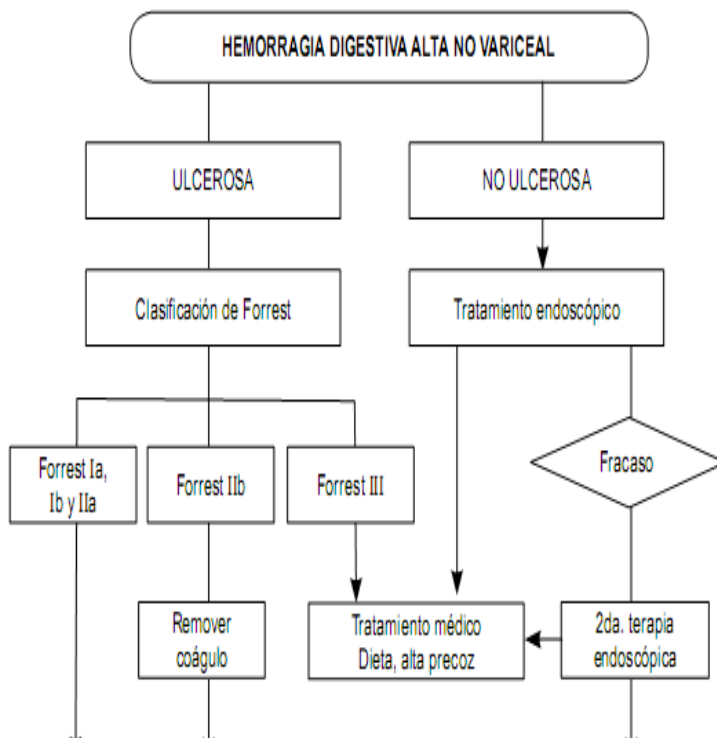 HEMORRAGIA DIGESTIVA ALTA NO VARICEAL
ULCEROSA
NO ULCEROSA
Clasificación de Forrest
Tratamiento endoscópico
Forrest Ia,
Ib y IIa
Forrest IIb
Forrest III
Fracaso
Remover
coágulo
Tratamiento médico
Dieta, alta precoz
2da. terapia
endoscópica